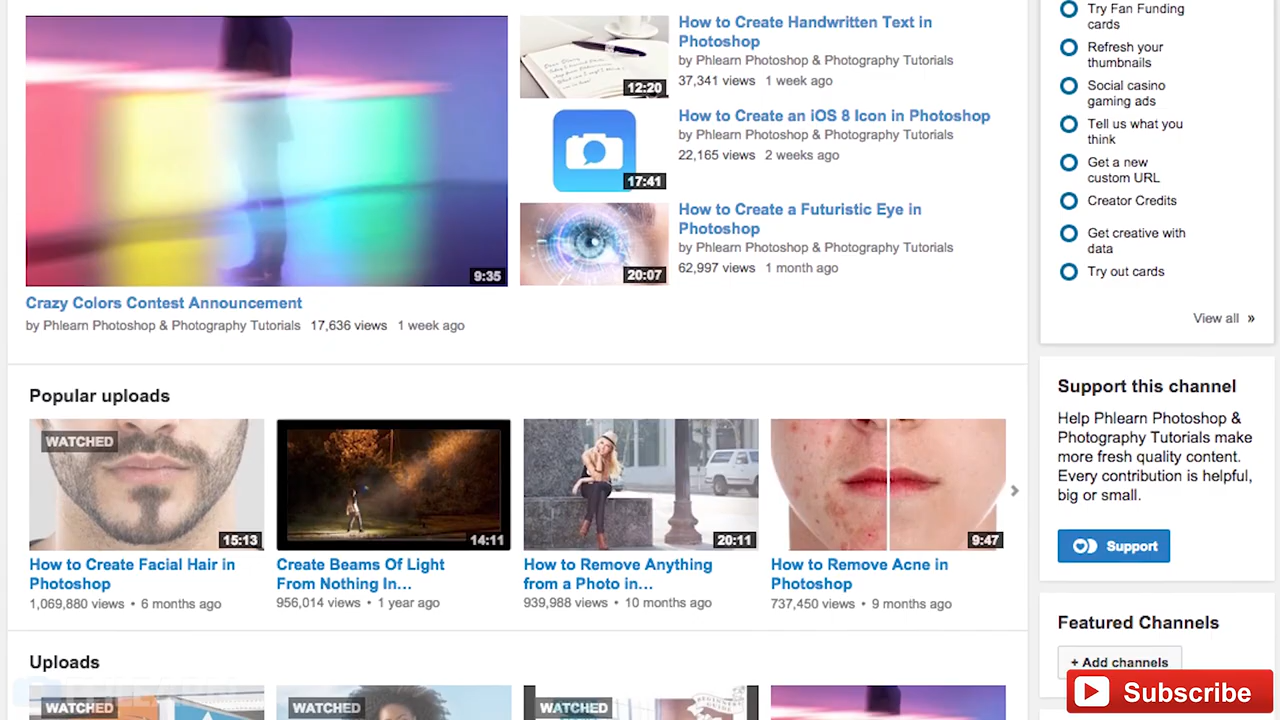 How to Create Handwritten Text in
Photoshop
by Phlearn Photoshop & Photography Tutorials
37,341 views 1 week ago
12:20
How to Create an iOS 8 Icon in Photoshop
by Phlearn Photoshop & Photography Tutorials
22,165 views 2 weeks ago
17:41
How to Create a Futuristic Eye in
Photoshop
by Phlearn Photoshop & Photography Tutorials
62,997 views 1 month ago
20:07
9:35
Crazy Colors Contest Announcement
by Phlearn Photoshop & Photography Tutorials 17,636 views 1 week ago
Popular uploads
WATCHED
15:13
How to Create Facial Hair in
Photoshop
1,069,880 views • 6 months ago
14:11
Create Beams Of Light
From Nothing In...
956,014 views • 1 year ago
20:11
How to Remove Anything
from a Photo in...
939,988 views • 10 months ago
9:47
How to Remove Acne in
Photoshop
737,450 views • 9 months ago
Uploads
WATCHED
WATCHED
WATCHED
Try Fan Funding
cards
Refresh your
thumbnails
Social casino
gaming ads
Tell us what you
think
Get a new
custom URL
Creator Credits
Get creative with
data
Try out cards
View all »
Support this channel
Help Phlearn Photoshop &
Photography Tutorials make
more fresh quality content.
Every contribution is helpful,
big or small.
Support
Featured Channels
+ Add channels
Subscribe